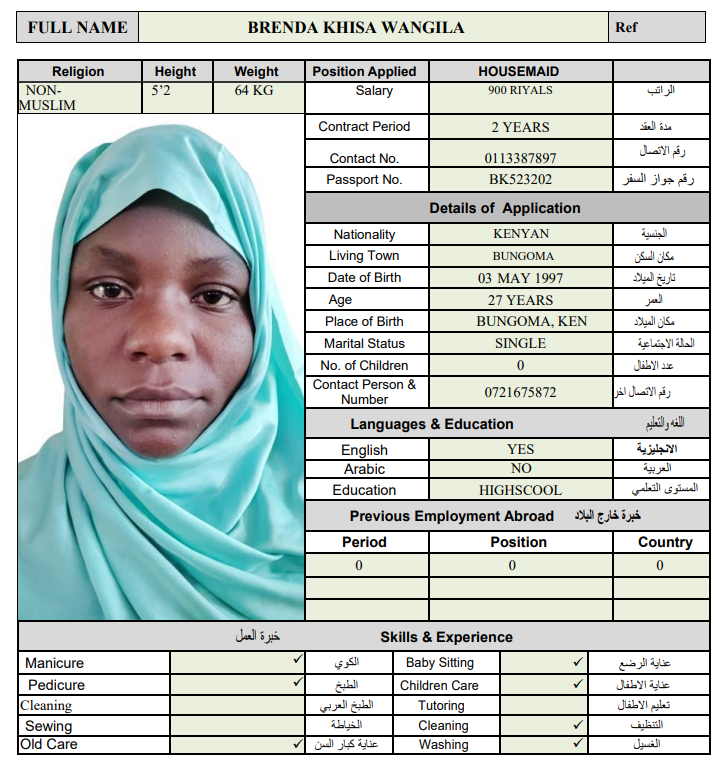 FULL NAME BRENDA KHISA WANGILA Ref
Religion Height Weight Position Applied HOUSEMAID
NON-MUSLIM 5’2 64 KG Salary 900 RIYALS الراتب
Contract Period 2 YEARS مدة العقد
Contact No. 0113387897 رقم الاتصال
Passport No. BK523202 رقم جواز السفر
Details of Application
Nationality KENYAN الجنسية
Living Town BUNGOMA مكان السكن
Date of Birth 03 MAY 1997 تاريخ الميلاد
Age 27 YEARS العمر
Place of Birth BUNGOMA, KEN مكان الميلاد
Marital Status SINGLE الحالة الاجتماعية
No. of Children 0 عدد الاطفال
Contact Person & Number 0721675872 رقم الاتصال اخر
Languages & Education اللغه والتعليم
English YES الانجليزية
Arabic NO العربية
Education HIGHSCOOL المستوى التعلمي
Previous Employment Abroad خبرة خارج البلاد
Period Position Country
0 0 0
خبرة العمل Skills & Experience
Manicure ✓ الكوي Baby Sitting ✓ عناية الرضع
Pedicure ✓ الطبخ Children Care ✓ عناية الاطفال
Cleaning الطبخ العربي Tutoring تعليم الاطفال
Sewing الخياطة Cleaning ✓ التنظيف
Old Care ✓ عناية كبار السن Washing ✓ الغسيل